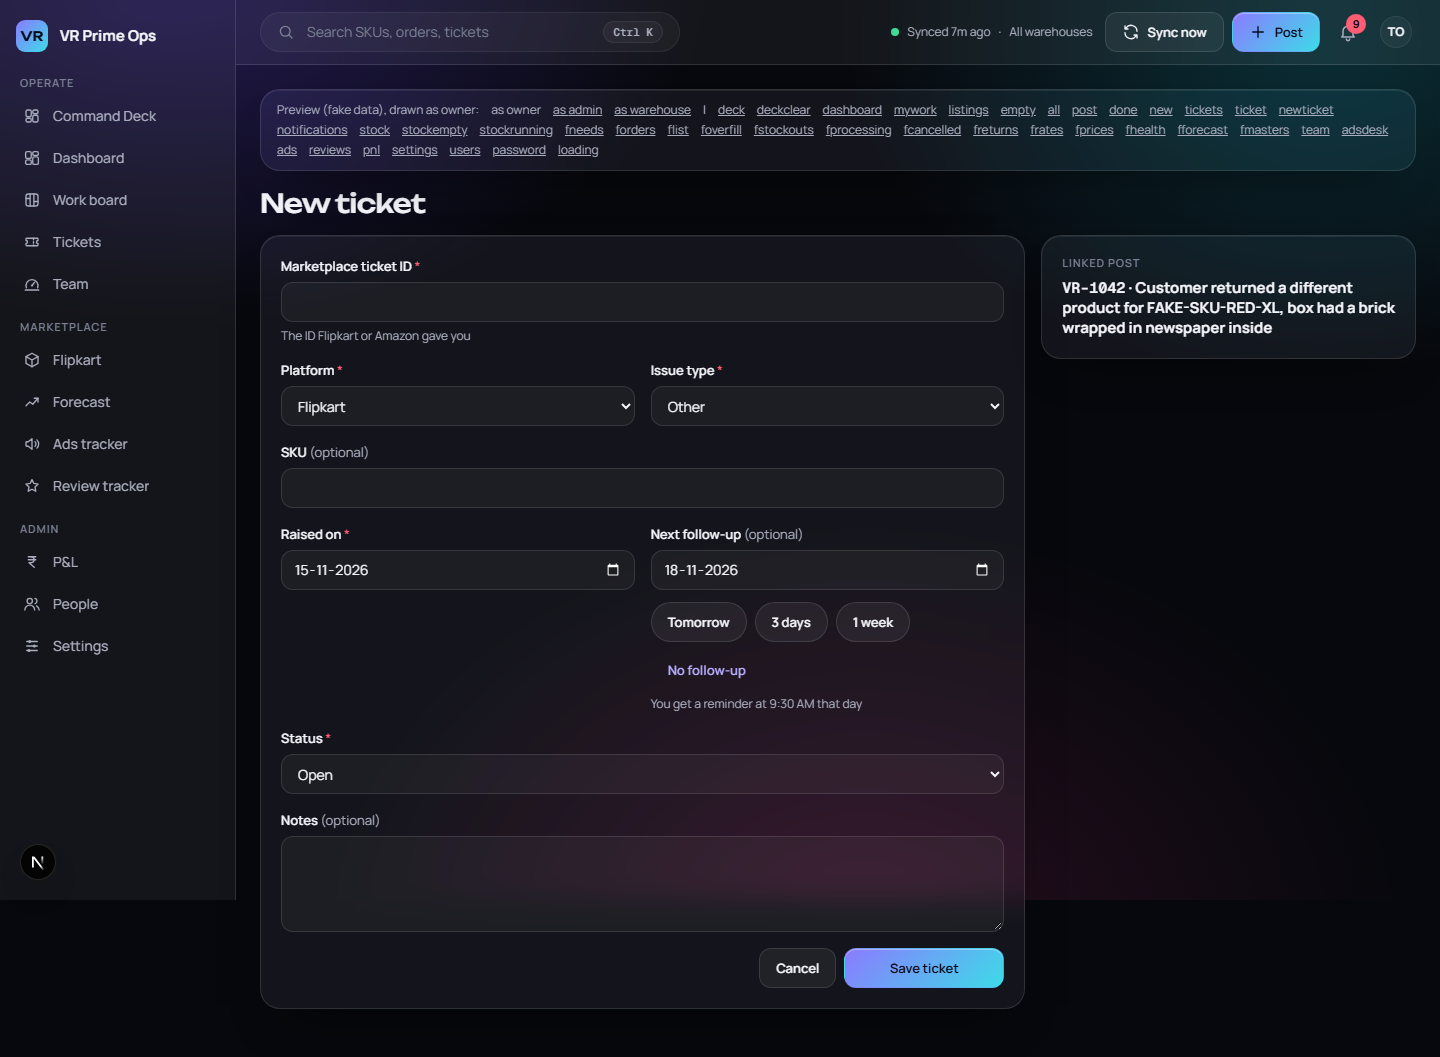 VR
VR Prime Ops
Search SKUs, orders, tickets
Ctrl K
Synced 7m ago · All warehouses
Sync now
Post
9
TO
OPERATE
Command Deck
Dashboard
Work board
Tickets
Team
MARKETPLACE
Flipkart
Forecast
Ads tracker
Review tracker
ADMIN
₹ P&L
People
Settings
N
Preview (fake data), drawn as owner: as owner as admin as warehouse | deck deckclear dashboard mywork listings empty all post done new tickets ticket newticket
notifications stock stockempty stockrunning fneeds forders flist foverfill fstockouts fprocessing fcancelled freturns frates fprices fhealth fforecast fmasters team adsdesk
ads reviews pnl settings users password loading
New ticket
Marketplace ticket ID *
The ID Flipkart or Amazon gave you
Platform * Issue type *
Flipkart Other
SKU (optional)
Raised on * Next follow-up (optional)
15-11-2026 18-11-2026
Tomorrow 3 days 1 week
No follow-up
You get a reminder at 9:30 AM that day
Status *
Open
Notes (optional)
Cancel Save ticket
LINKED POST
VR-1042 · Customer returned a different
product for FAKE-SKU-RED-XL, box had a brick
wrapped in newspaper inside